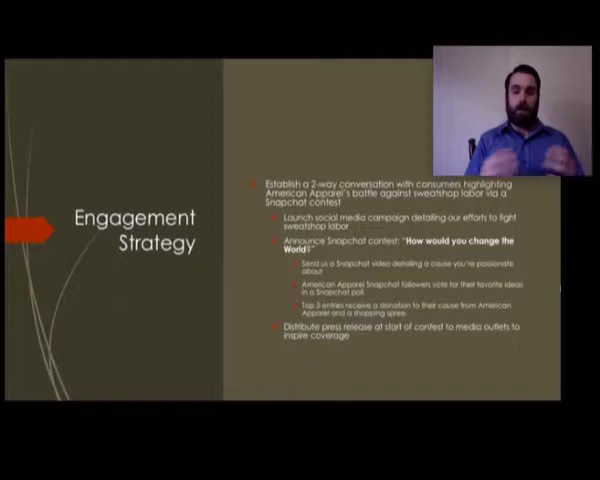 Engagement
Strategy
Establish a 2-way conversation with consumers highlighting
American Apparel's battle against sweatshop labor via a
Snapchat contest
Launch social media campaign detailing our efforts to fight
sweatshop labor
Announce Snapchat contest: "How would you change the
World?"
Send us a Snapchat video detailing a cause you're passionate
about
American Apparel Snapchat followers vote for their favorite ideas
in a Snapchat poll
Top 3 entries receive a donation to their cause from American
Apparel and a shopping spree
Distribute press release at start of contest to media outlets to
inspire coverage